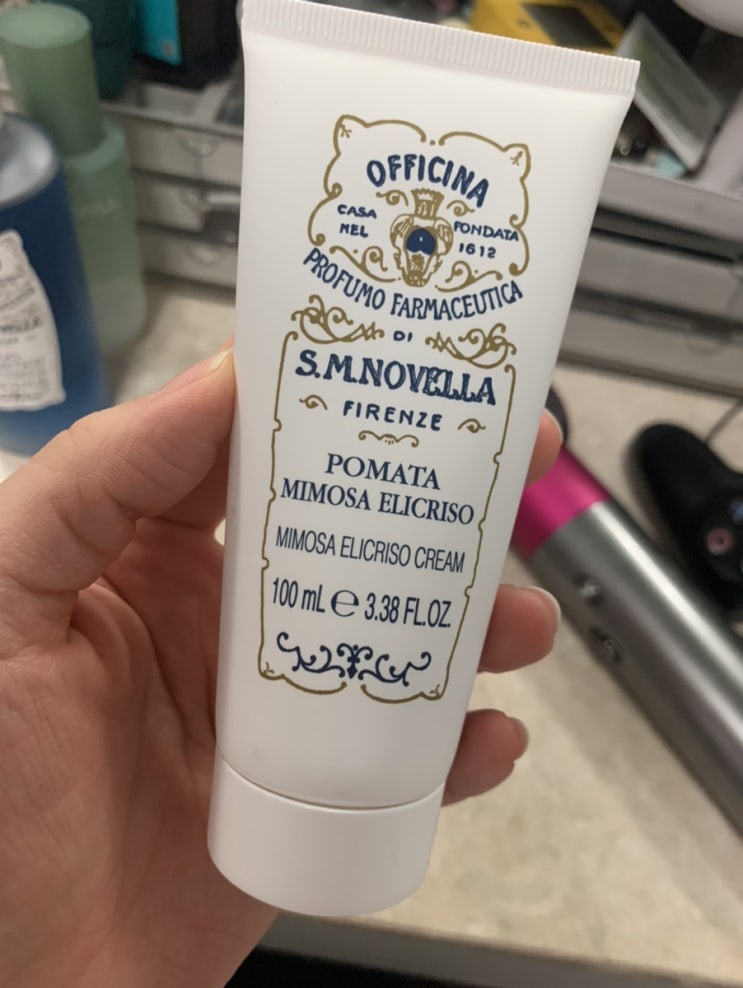 OFFICINA
CASA FONDATA
NEL 1612
PROFUMO FARMACEUTICA
DI
S.M.NOVELLA
FIRENZE
POMATA
MIMOSA ELICRISO
MIMOSA ELICRISO CREAM
100 mL ℮ 3.38 FL.OZ.